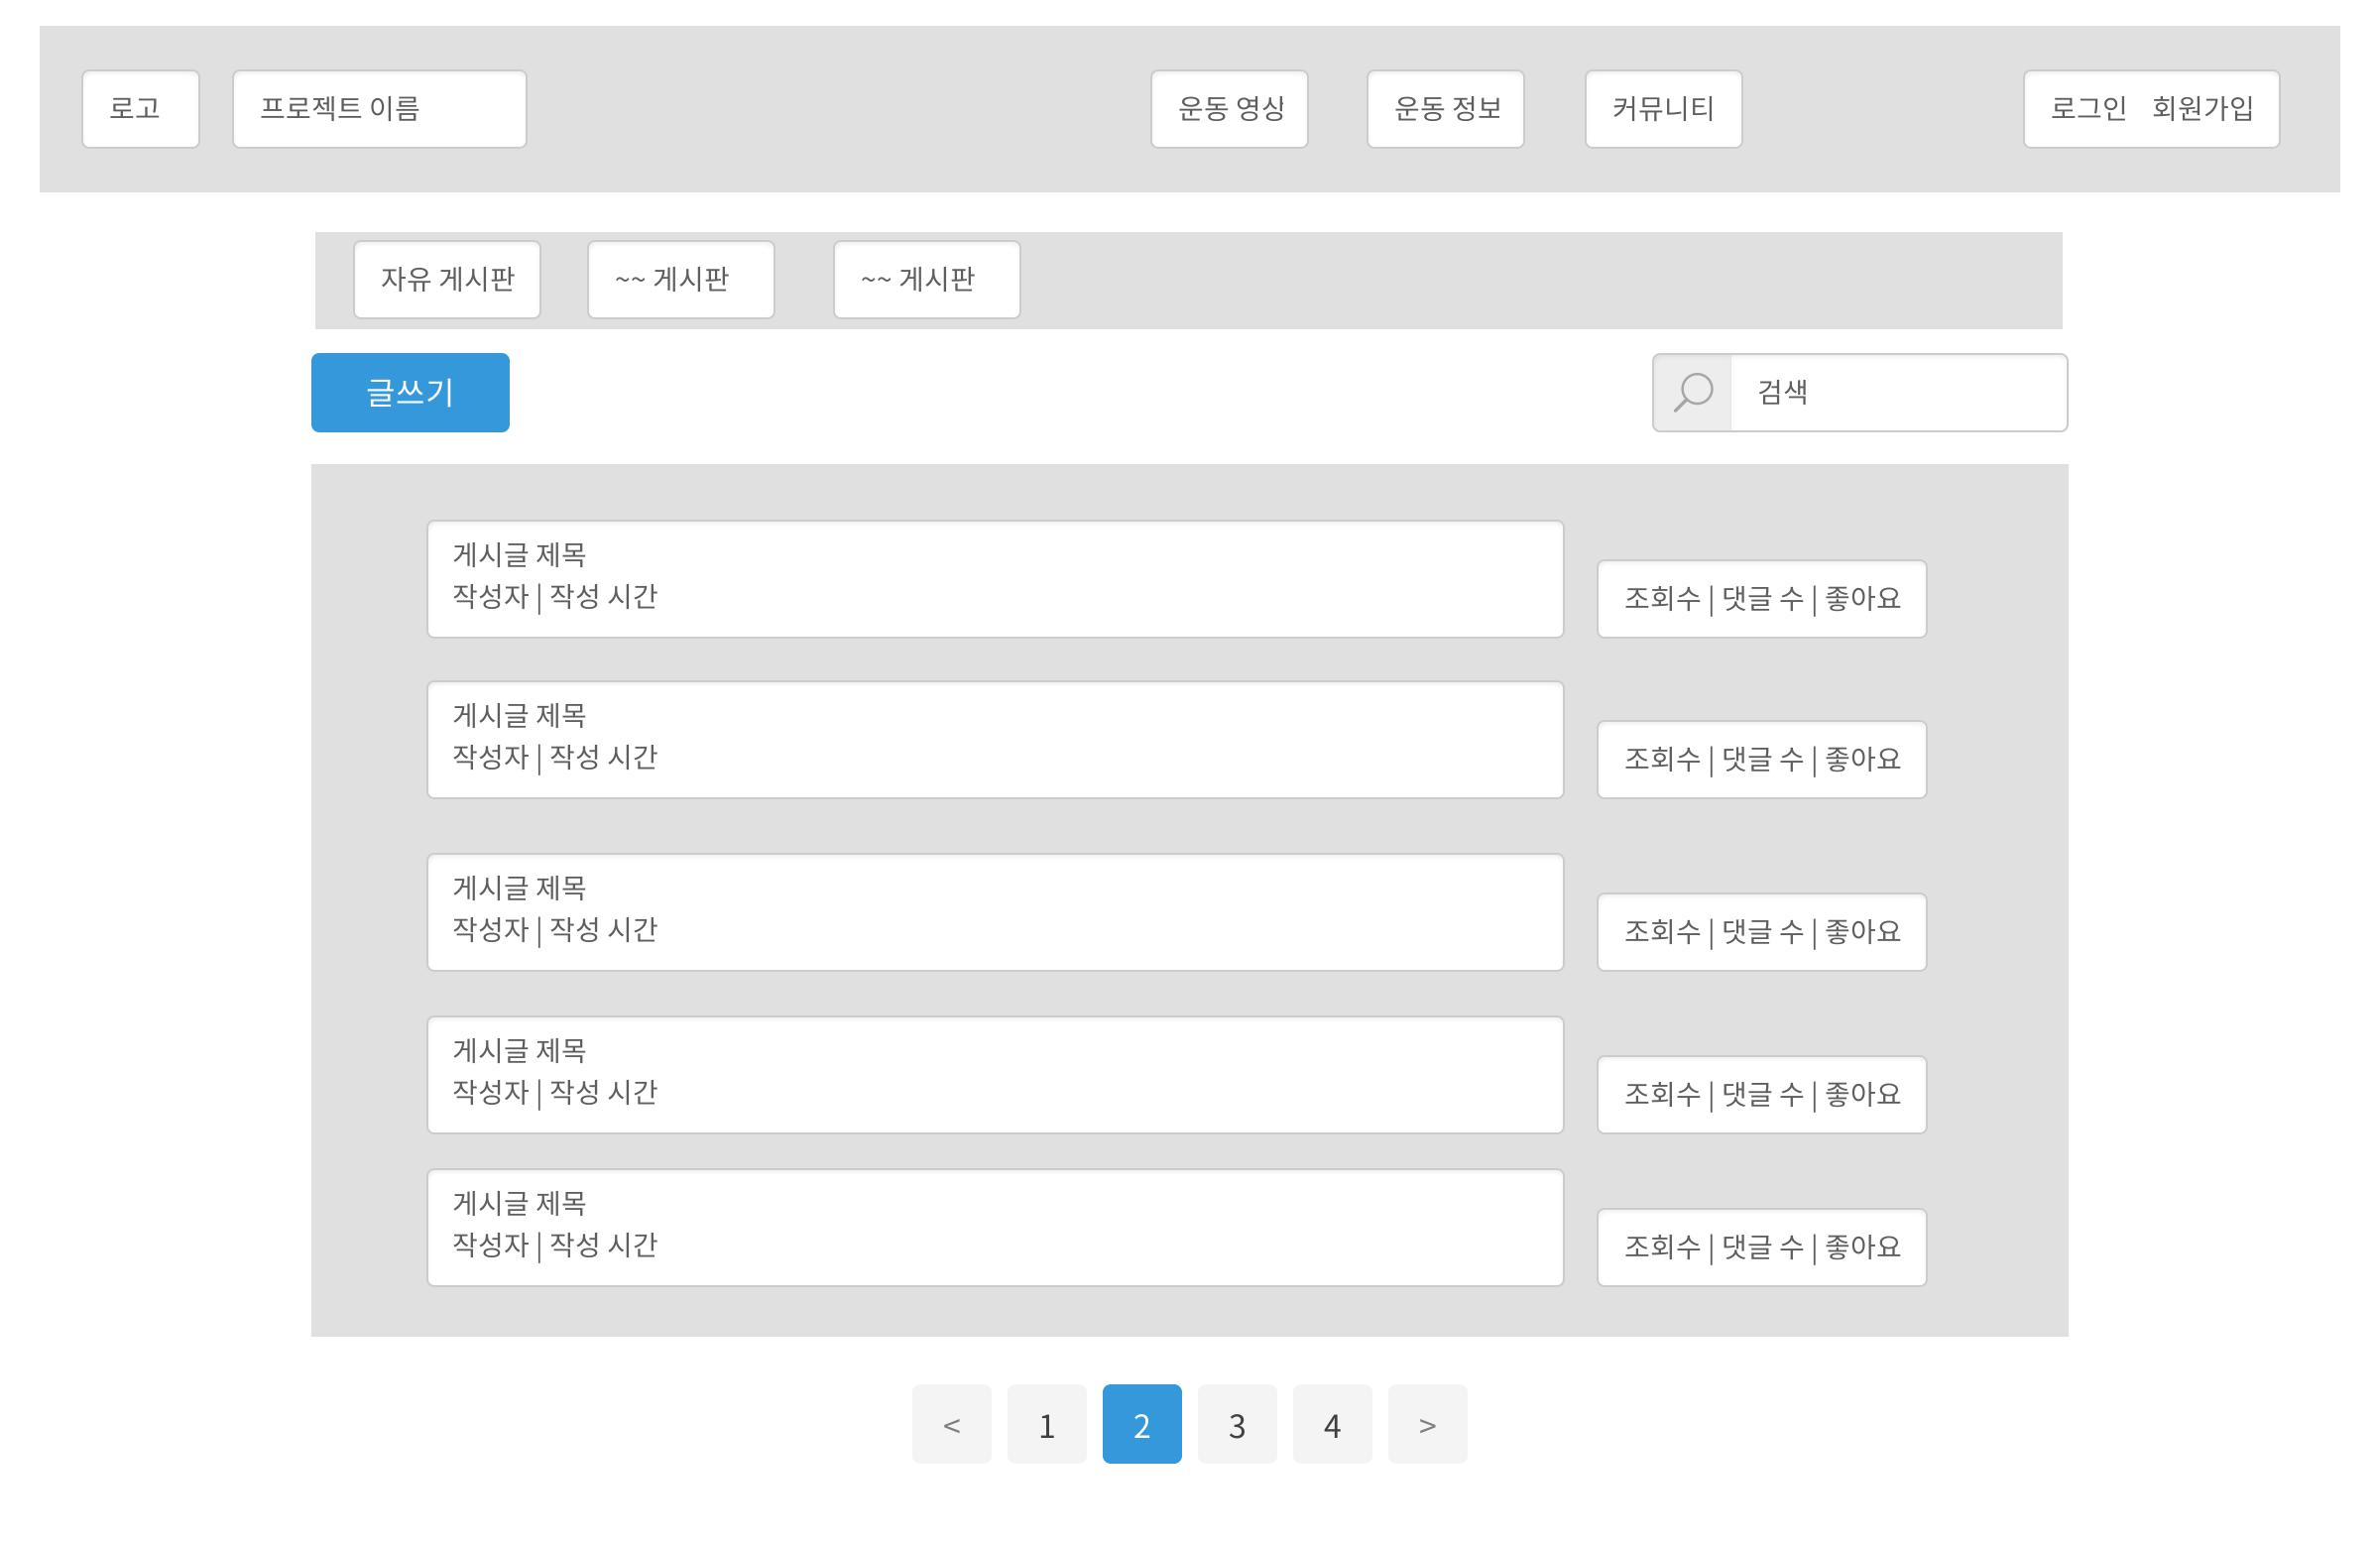 로고 프로젝트 이름 운동 영상 운동 정보 커뮤니티 로그인 회원가입
자유 게시판 ~~ 게시판 ~~ 게시판
글쓰기 검색
게시글 제목
작성자 | 작성 시간 조회수 | 댓글 수 | 좋아요
게시글 제목
작성자 | 작성 시간 조회수 | 댓글 수 | 좋아요
게시글 제목
작성자 | 작성 시간 조회수 | 댓글 수 | 좋아요
게시글 제목
작성자 | 작성 시간 조회수 | 댓글 수 | 좋아요
게시글 제목
작성자 | 작성 시간 조회수 | 댓글 수 | 좋아요
< 1 2 3 4 >